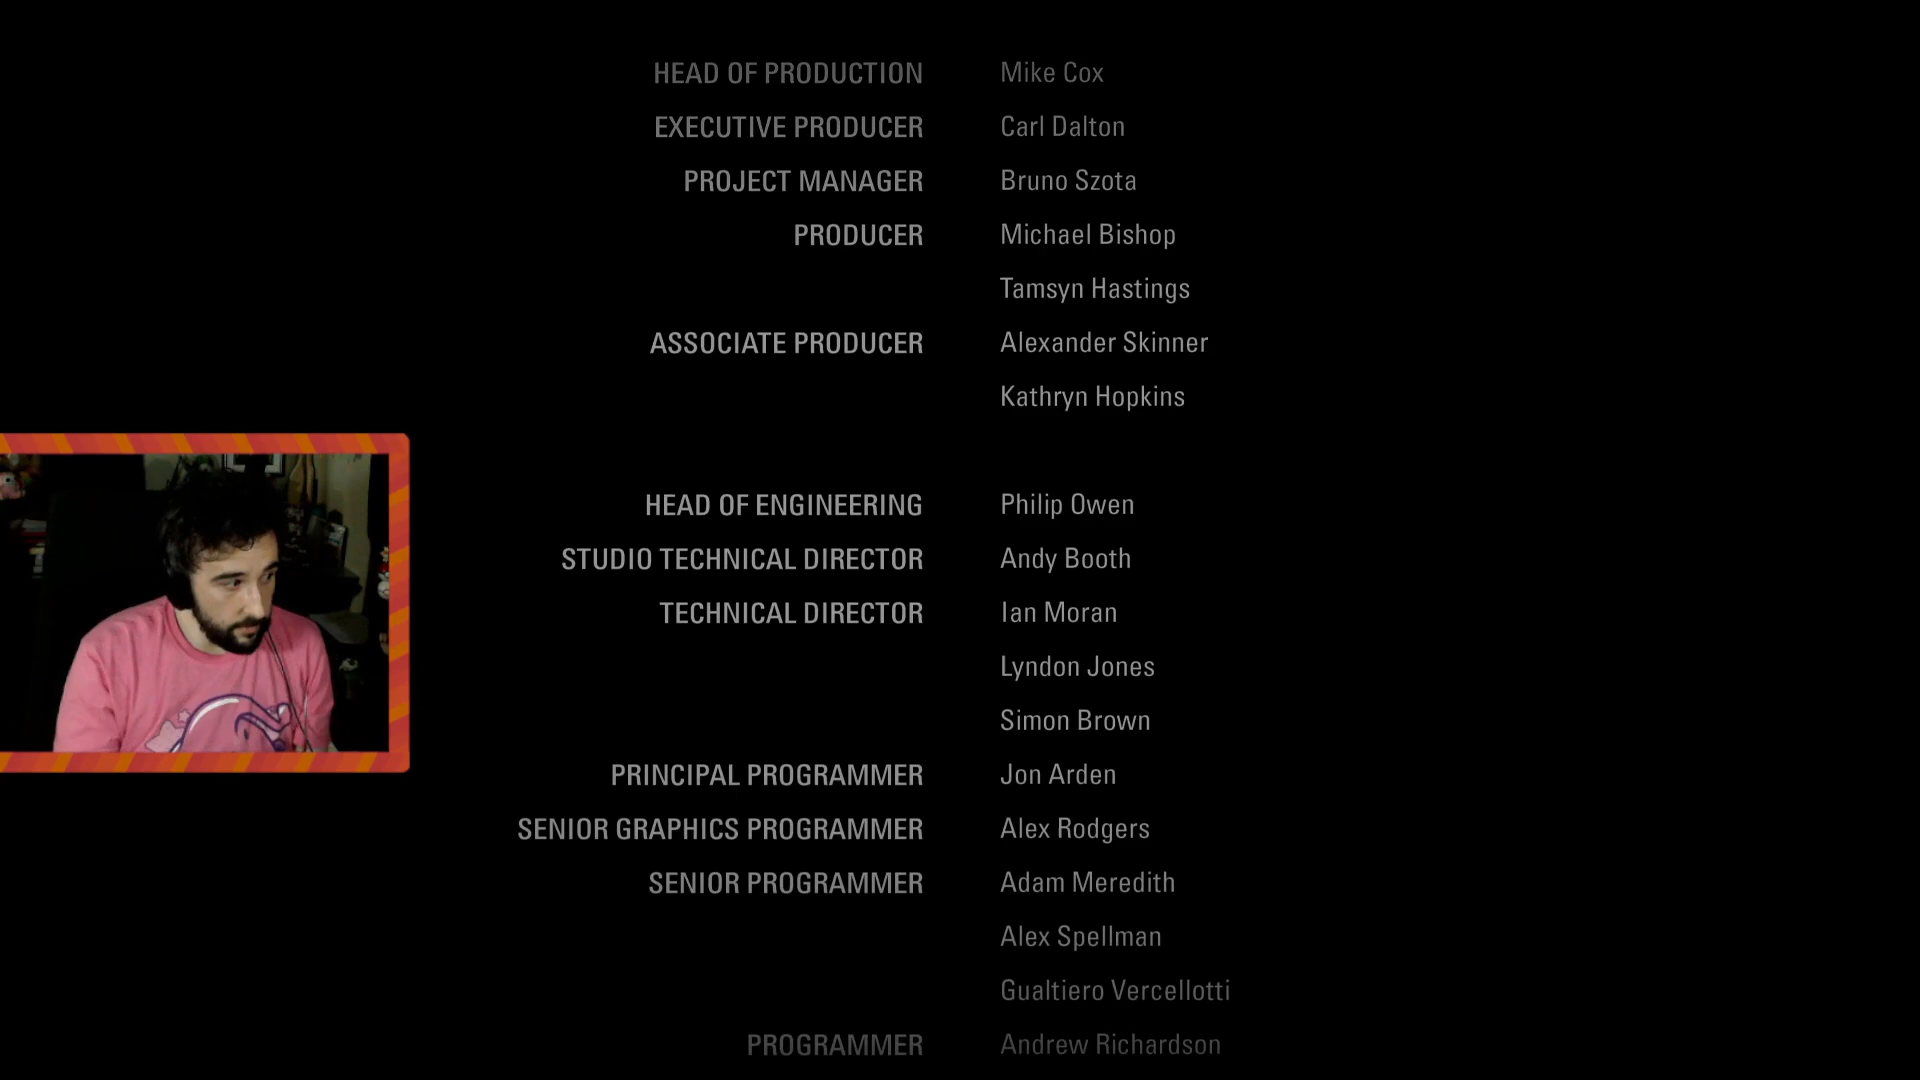 HEAD OF PRODUCTION Mike Cox
EXECUTIVE PRODUCER Carl Dalton
PROJECT MANAGER Bruno Szota
PRODUCER Michael Bishop
Tamsyn Hastings
ASSOCIATE PRODUCER Alexander Skinner
Kathryn Hopkins
HEAD OF ENGINEERING Philip Owen
STUDIO TECHNICAL DIRECTOR Andy Booth
TECHNICAL DIRECTOR Ian Moran
Lyndon Jones
Simon Brown
PRINCIPAL PROGRAMMER Jon Arden
SENIOR GRAPHICS PROGRAMMER Alex Rodgers
SENIOR PROGRAMMER Adam Meredith
Alex Spellman
Gualtiero Vercellotti
PROGRAMMER Andrew Richardson